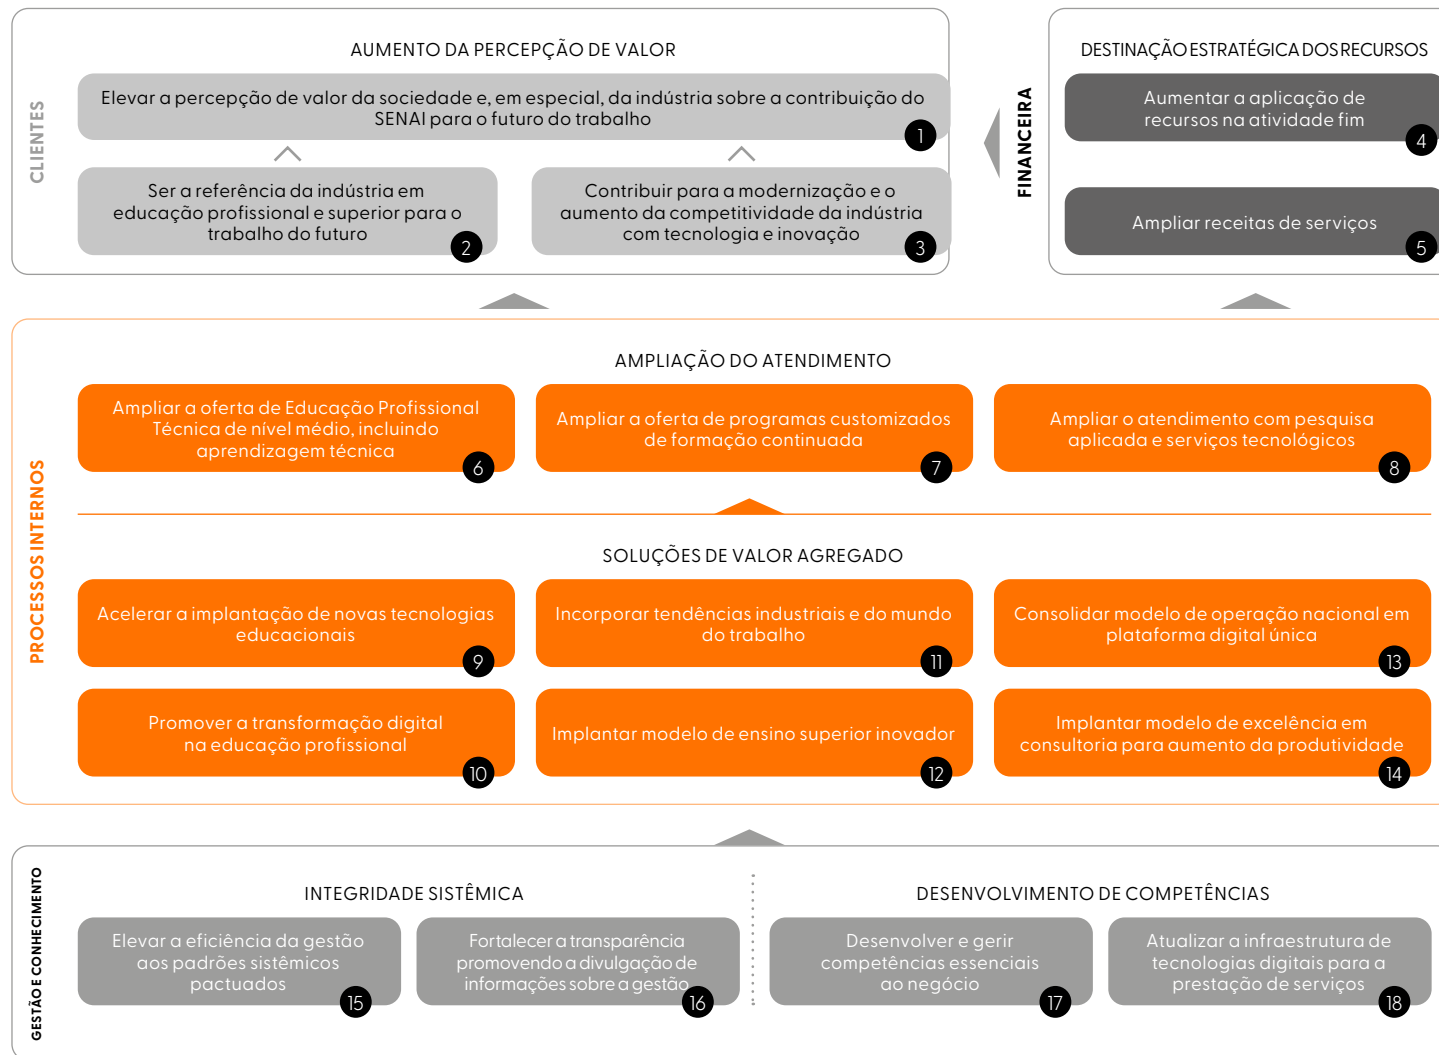 CLIENTES
AUMENTO DA PERCEPÇÃO DE VALOR
Elevar a percepção de valor da sociedade e, em especial, da indústria sobre a contribuição do
SENAI para o futuro do trabalho
1
Ser a referência da indústria em
educação profissional e superior para o
trabalho do futuro
2
Contribuir para a modernização e o
aumento da competitividade da indústria
com tecnologia e inovação
3
FINANCEIRA
DESTINAÇÃO ESTRATÉGICA DOS RECURSOS
Aumentar a aplicação de
recursos na atividade fim
4
Ampliar receitas de serviços
5
PROCESSOS INTERNOS
AMPLIAÇÃO DO ATENDIMENTO
Ampliar a oferta de Educação Profissional
Técnica de nível médio, incluindo
aprendizagem técnica
6
Ampliar a oferta de programas customizados
de formação continuada
7
Ampliar o atendimento com pesquisa
aplicada e serviços tecnológicos
8
SOLUÇÕES DE VALOR AGREGADO
Acelerar a implantação de novas tecnologias
educacionais
9
Incorporar tendências industriais e do mundo
do trabalho
11
Consolidar modelo de operação nacional em
plataforma digital única
13
Promover a transformação digital
na educação profissional
10
Implantar modelo de ensino superior inovador
12
Implantar modelo de excelência em
consultoria para aumento da produtividade
14
GESTÃO E CONHECIMENTO
INTEGRIDADE SISTÊMICA
Elevar a eficiência da gestão
aos padrões sistêmicos
pactuados
15
Fortalecer a transparência
promovendo a divulgação de
informações sobre a gestão
16
DESENVOLVIMENTO DE COMPETÊNCIAS
Desenvolver e gerir
competências essenciais
ao negócio
17
Atualizar a infraestrutura de
tecnologias digitais para a
prestação de serviços
18